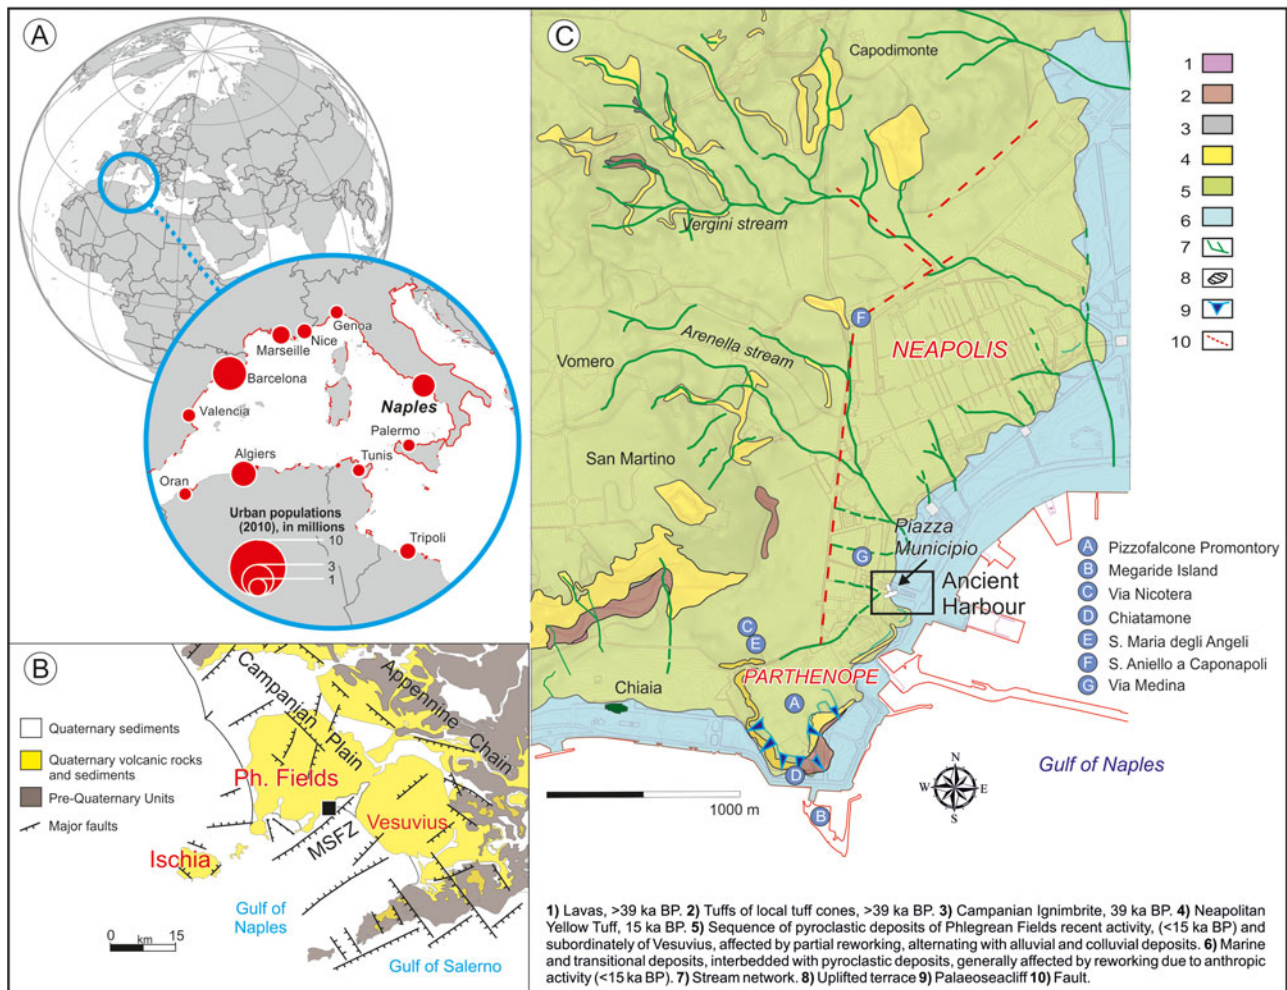 A
Genoa
Nice
Marseille
Barcelona
Naples
Valencia
Palermo
Algiers
Tunis
Oran
Urban populations
(2010), in millions
10
3
1
Tripoli
B
Quaternary sediments
Quaternary volcanic rocks
and sediments
Pre-Quaternary Units
Major faults
Campanian
Plain
Appennine
Chain
Ph. Fields
Vesuvius
MSFZ
Ischia
Gulf of
Naples
Gulf of Salerno
0
km
15
C
Capodimonte
Vergini stream
F
Arenella stream
NEAPOLIS
Vomero
San Martino
Piazza
Municipio
G
Ancient
Harbour
C
E
PARTHENOPE
Chiaia
A
D
B
1000 m
N
W
E
S
Gulf of Naples
1
2
3
4
5
6
7
8
9
10
A Pizzofalcone Promontory
B Megaride Island
C Via Nicotera
D Chiatamone
E S. Maria degli Angeli
F S. Aniello a Caponapoli
G Via Medina
1) Lavas, >39 ka BP. 2) Tuffs of local tuff cones, >39 ka BP. 3) Campanian Ignimbrite, 39 ka BP. 4) Neapolitan
Yellow Tuff, 15 ka BP. 5) Sequence of pyroclastic deposits of Phlegrean Fields recent activity, (<15 ka BP) and
subordinately of Vesuvius, affected by partial reworking, alternating with alluvial and colluvial deposits. 6) Marine
and transitional deposits, interbedded with pyroclastic deposits, generally affected by reworking due to anthropic
activity (<15 ka BP). 7) Stream network. 8) Uplifted terrace 9) Palaeoseacliff 10) Fault.